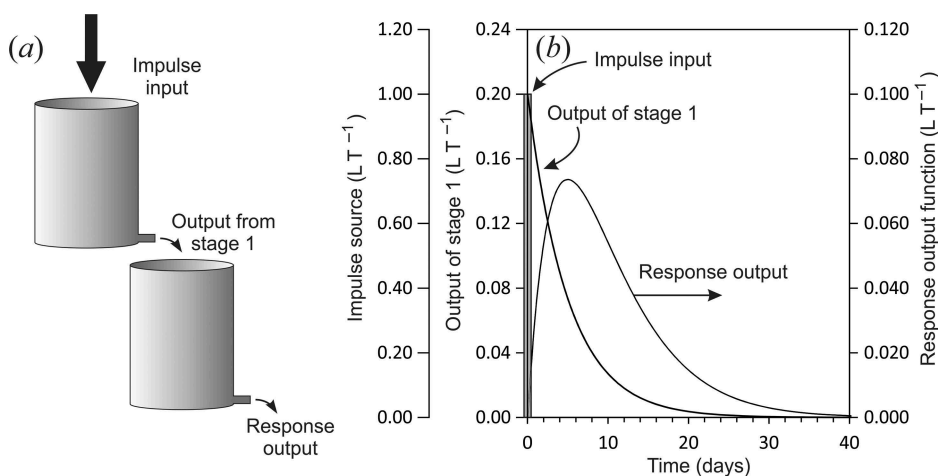 (a)
Impulse
input
Output from
stage 1
Response
output
Impulse source (L T⁻¹)
1.20
1.00
0.80
0.60
0.40
0.20
0.00
Output of stage 1 (L T⁻¹)
0.24
0.20
0.16
0.12
0.08
0.04
0.00
(b)
Impulse input
Output of stage 1
Response output
0
10
20
30
40
Time (days)
0.120
0.100
0.080
0.060
0.040
0.020
0.000
Response output function (L T⁻¹)